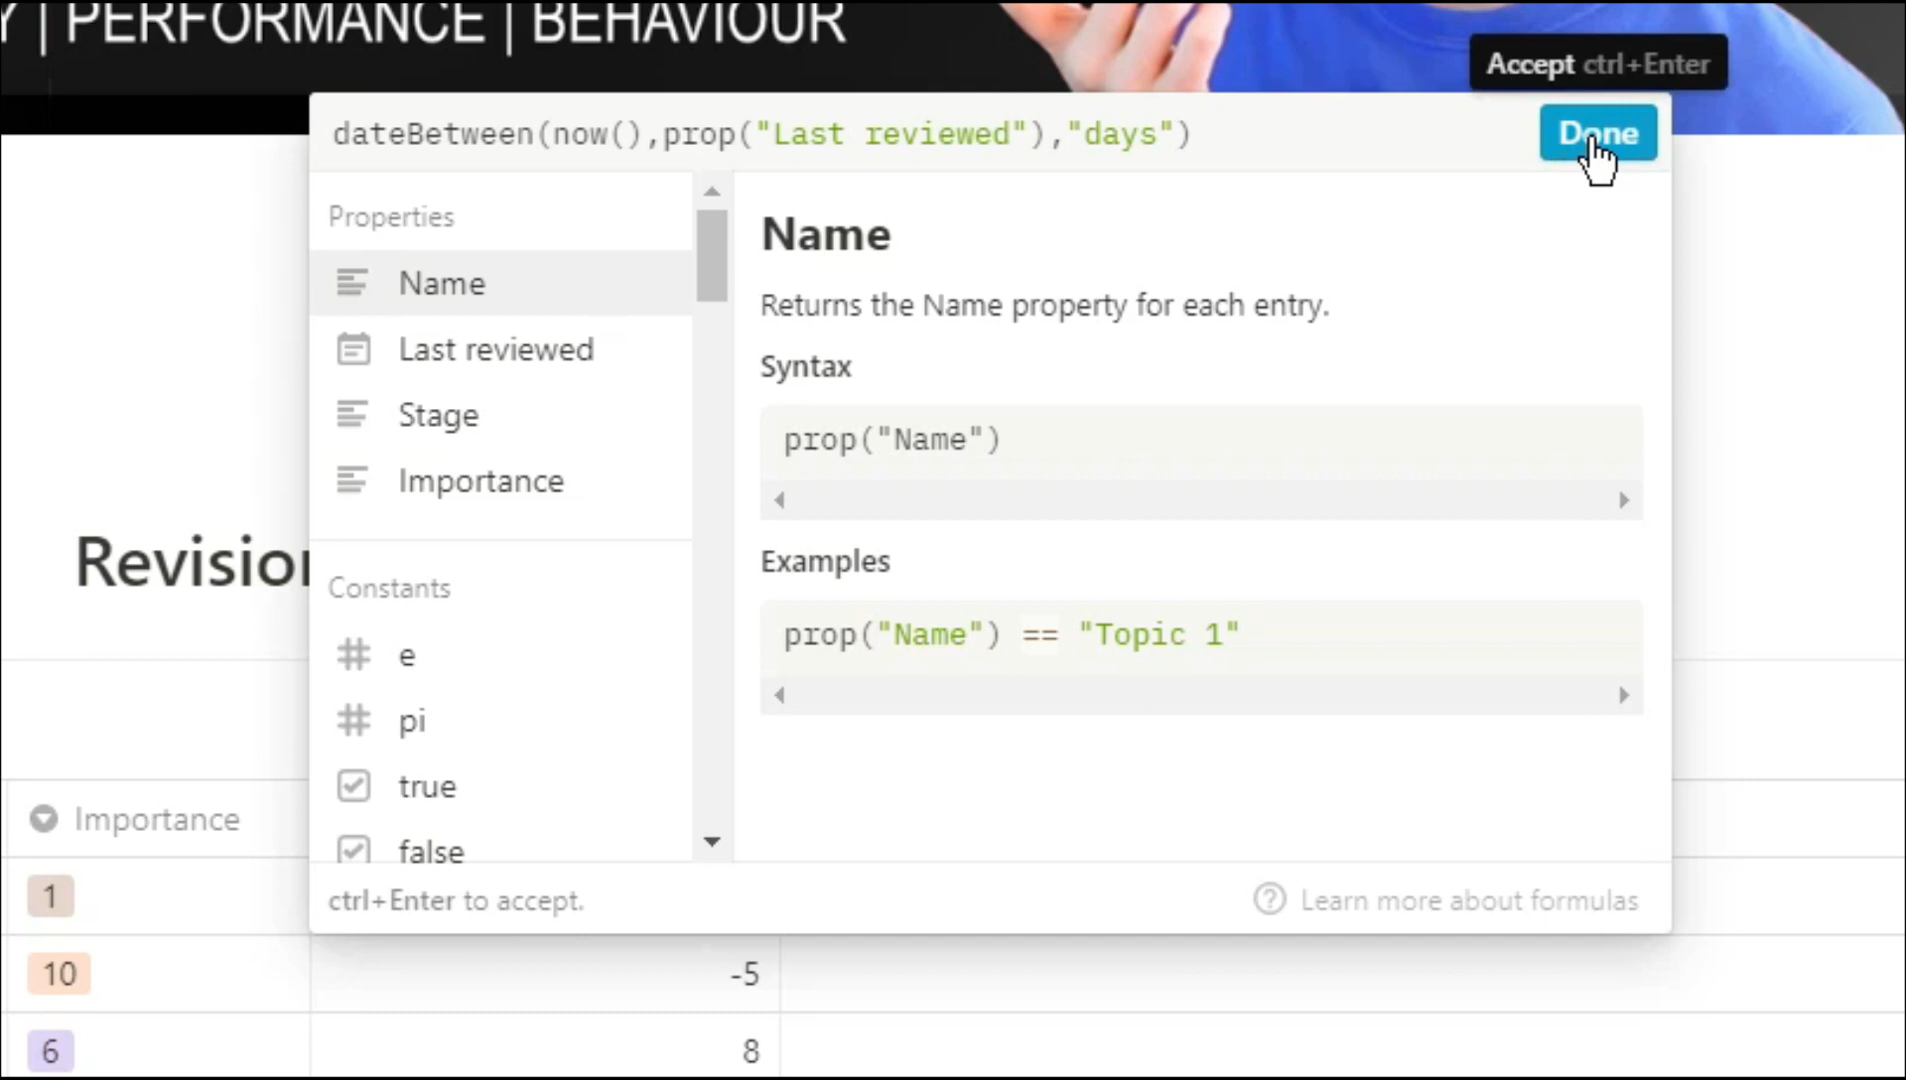 | PERFORMANCE | BEHAVIOUR
Accept ctrl+Enter
dateBetween(now(),prop("Last reviewed"),"days")
Done
Properties
Name
Last reviewed
Stage
Importance
Constants
e
pi
true
false
Name
Returns the Name property for each entry.
Syntax
prop("Name")
Examples
prop("Name") == "Topic 1"
ctrl+Enter to accept.
Learn more about formulas
Revision
Importance
1
10
-5
6
8